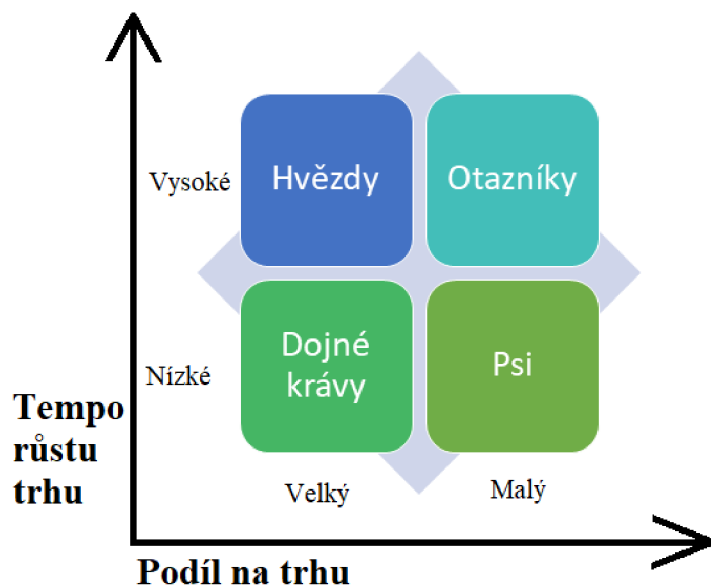 Vysoké
Hvězdy
Otazníky
Nízké
Dojné
krávy
Psi
Tempo
růstu
trhu
Velký
Malý
Podíl na trhu